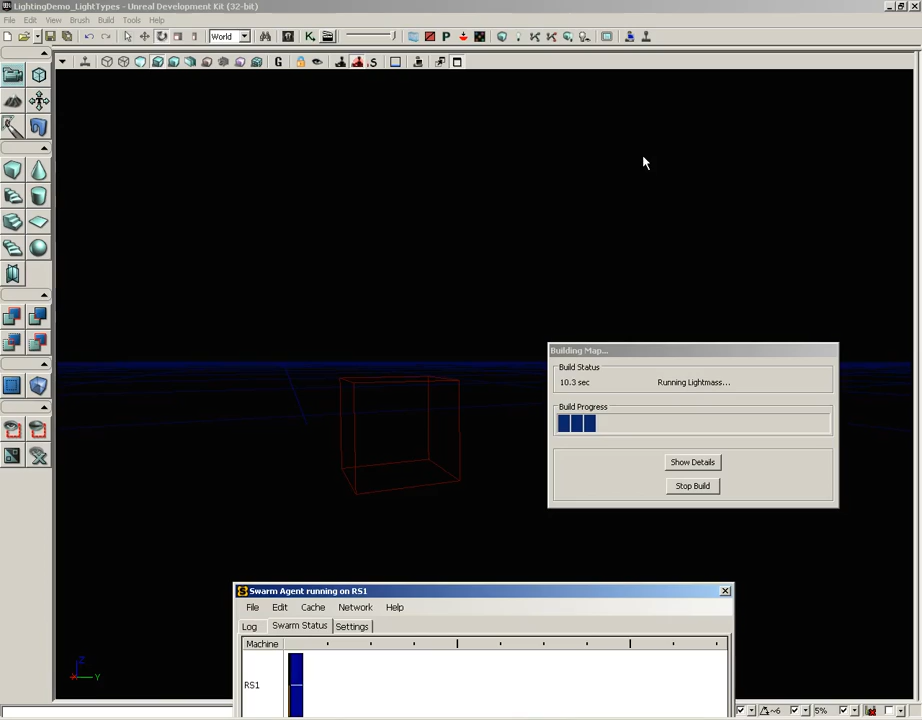 LightingDemo_LightTypes - Unreal Development Kit (32-bit)
File Edit View Brush Build Tools Help
World
K
P
G
S
Building Map...
Build Status
10.3 sec Running Lightmass...
Build Progress
Show Details
Stop Build
Swarm Agent running on RS1
File Edit Cache Network Help
Log Swarm Status Settings
Machine
RS1
Z
X Y
~6 5%